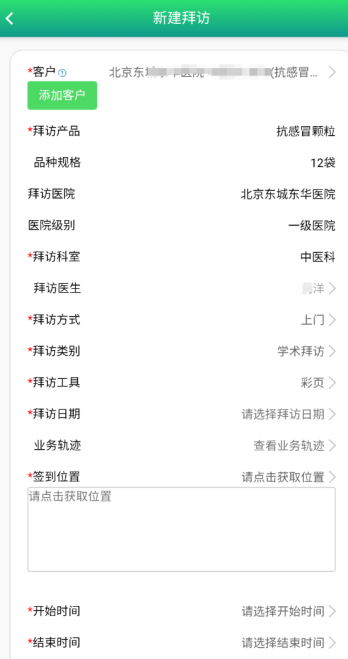 新建拜访
*客户
北京东 (抗感冒...
添加客户
*拜访产品 抗感冒颗粒
品种规格 12袋
拜访医院 北京东城东华医院
医院级别 一级医院
*拜访科室 中医科
拜访医生 洋
*拜访方式 上门
*拜访类别 学术拜访
*拜访工具 彩页
*拜访日期 请选择拜访日期
业务轨迹 查看业务轨迹
*签到位置 请点击获取位置
请点击获取位置
*开始时间 请选择开始时间
*结束时间 请选择结束时间